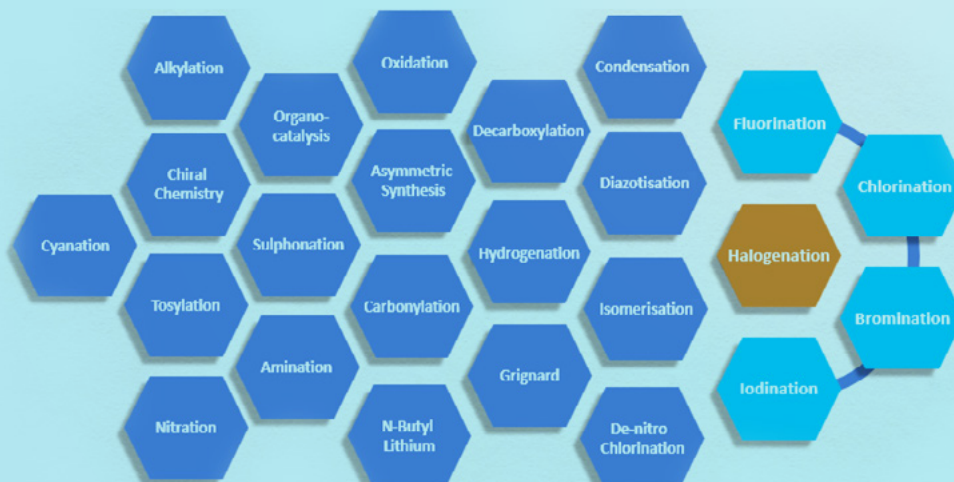 Alkylation
Oxidation
Condensation
Organo-
catalysis
Decarboxylation
Fluorination
Chiral
Chemistry
Asymmetric
Synthesis
Diazotisation
Chlorination
Cyanation
Sulphonation
Hydrogenation
Halogenation
Tosylation
Carbonylation
Isomerisation
Bromination
Amination
Grignard
Iodination
Nitration
N-Butyl
Lithium
De-nitro
Chlorination